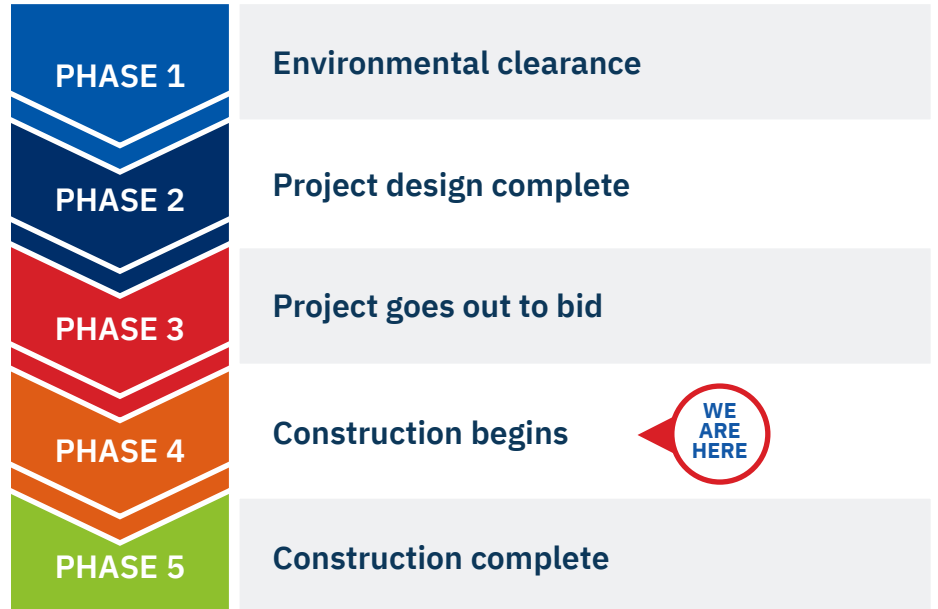 PHASE 1
Environmental clearance
PHASE 2
Project design complete
PHASE 3
Project goes out to bid
PHASE 4
Construction begins
WE
ARE
HERE
PHASE 5
Construction complete